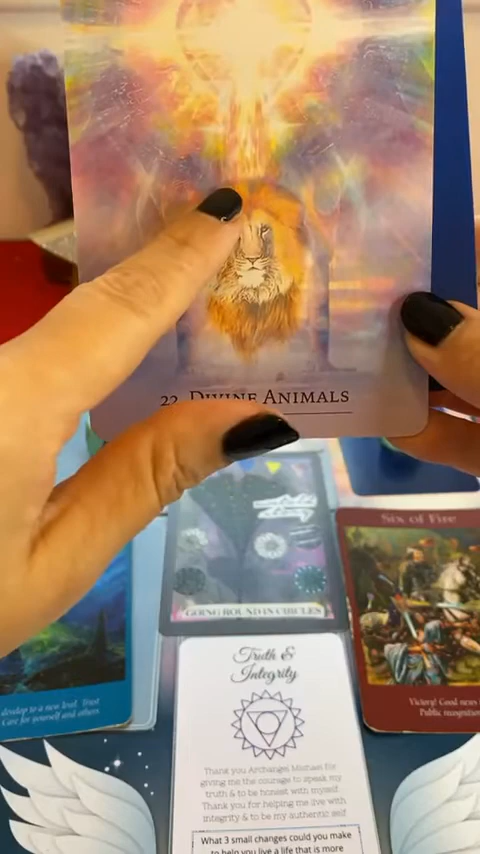 22 DIVINE ANIMALS
GOING ROUND IN CIRCLES
SIX OF FIRE
Victory! Good news
Public recognition
develop to a new level. Trust
Care for yourself and others
Truth &
Integrity
Thank you Archangel Michael for
giving me the courage to speak my
truth & to be honest with myself
Thank you for helping me live with
integrity & to be my authentic self
What 3 small changes could you make
to help you live a life that is more